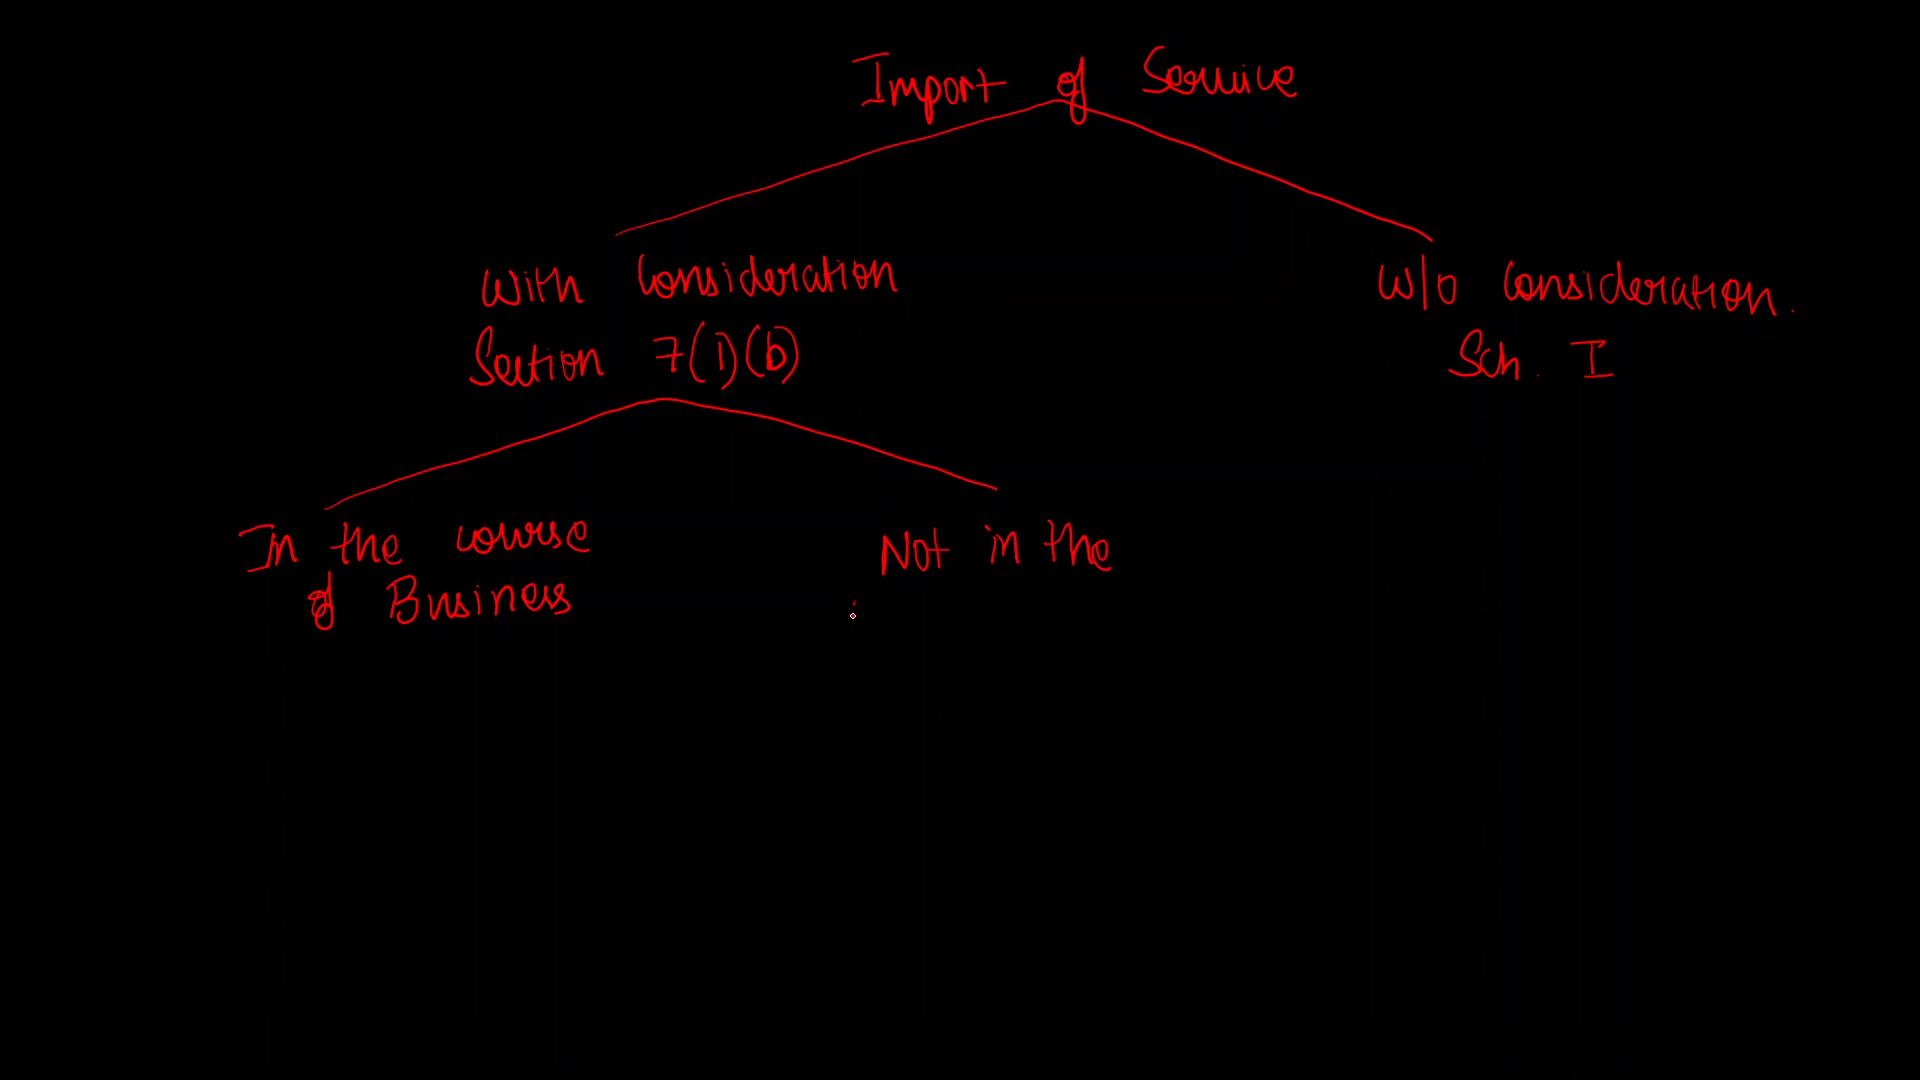 Import of Service
With Consideration
Section 7(1)(b)
W/o Consideration.
Sch. I
In the course
of Business
Not in the